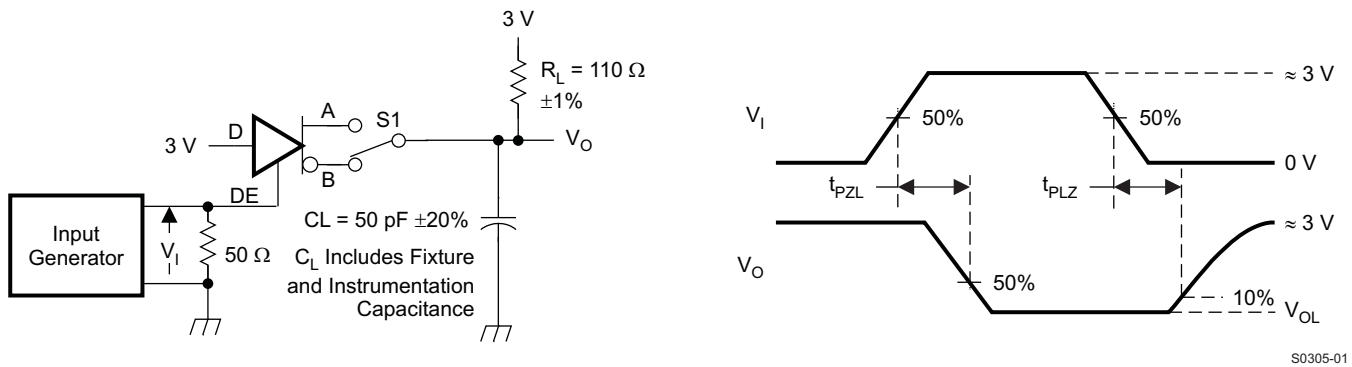 3 V
R_L = 110 Ω
±1%
A
S1
D
3 V
V_O
B
DE
Input
Generator
V_I
50 Ω
CL = 50 pF ±20%
C_L Includes Fixture
and Instrumentation
Capacitance
≈ 3 V
V_I
50%
50%
0 V
t_PZL
t_PLZ
≈ 3 V
V_O
50%
10%
V_OL
S0305-01